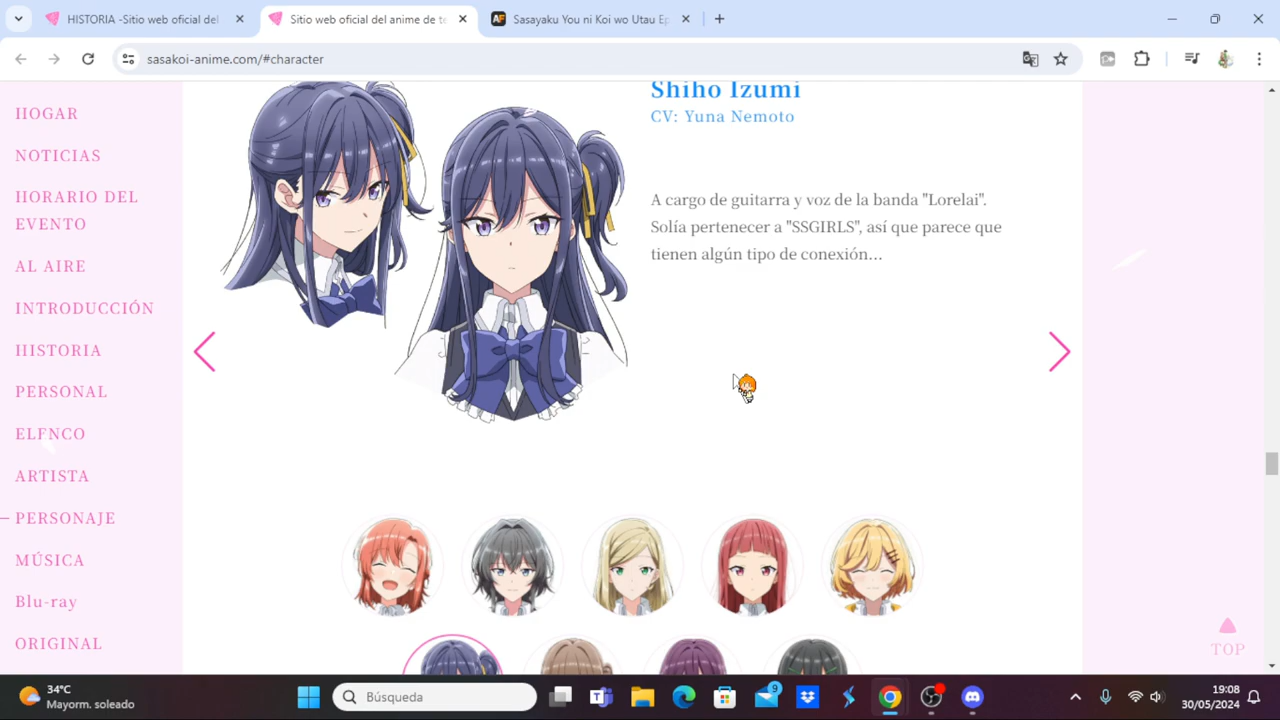 HISTORIA -Sitio web oficial del
Sitio web oficial del anime de te
Sasayaku You ni Koi wo Utau Ep
sasakoi-anime.com/#character
HOGAR
NOTICIAS
HORARIO DEL
EVENTO
AL AIRE
INTRODUCCIÓN
HISTORIA
PERSONAL
ELENCO
ARTISTA
PERSONAJE
MÚSICA
Blu-ray
ORIGINAL
Shiho Izumi
CV: Yuna Nemoto
A cargo de guitarra y voz de la banda "Lorelai".
Solía pertenecer a "SSGIRLS", así que parece que
tienen algún tipo de conexión...
TOP
34°C
Mayorm. soleado
Búsqueda
9
19:08
30/05/2024